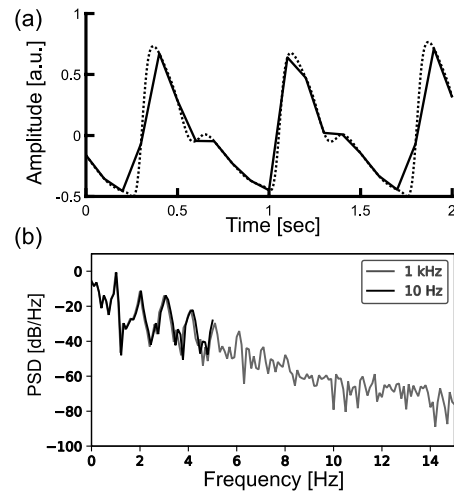 (a)
Amplitude [a.u.]
1
0.5
0
-0.5
0
0.5
1
1.5
2
Time [sec]
(b)
PSD [dB/Hz]
0
−20
−40
−60
−80
−100
1 kHz
10 Hz
0
2
4
6
8
10
12
14
Frequency [Hz]